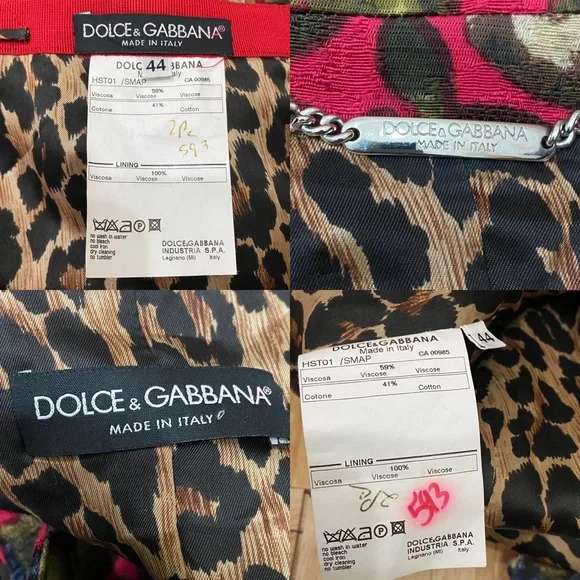 DOLCE & GABBANA®
MADE IN ITALY
44
HST01 /SMAP CA 00985
59%
Viscosa Viscose Viscose
41%
Cotone Cotton
2Pc
593
LINING
100%
Viscosa Viscose Viscose
no wash in water
no bleach
cool iron
dry cleaning
no tumbler
DOLCE&GABBANA
INDUSTRIA S.P.A.
Legnano (MI) Italy
DOLCE&GABBANA
MADE IN ITALY
DOLCE & GABBANA®
MADE IN ITALY
DOLCE&GABBANA
Made in Italy
44
HST01 /SMAP CA 00985
59%
Viscosa Viscose Viscose
41%
Cotone Cotton
LINING
100%
Viscosa Viscose Viscose
2Pc
593
no wash in water
no bleach
cool iron
dry cleaning
no tumbler
DOLCE&GABBANA
INDUSTRIA S.P.A.
Legnano (MI) Italy